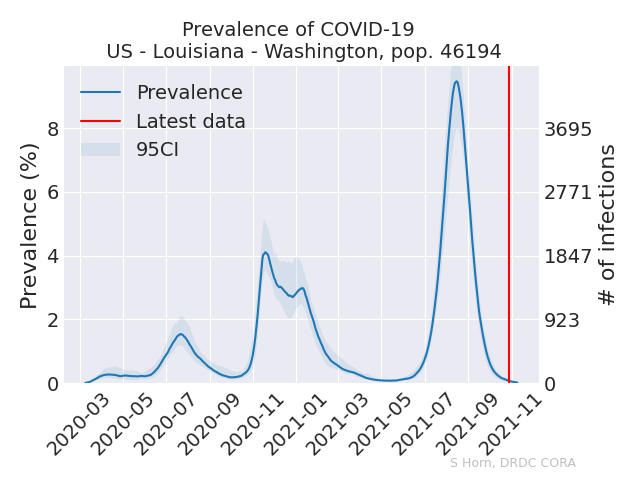 Prevalence of COVID-19
US - Louisiana - Washington, pop. 46194
Prevalence
Latest data
95CI
Prevalence (%)
8
6
4
2
0
3695
2771
1847
923
0
# of infections
2020-03
2020-05
2020-07
2020-09
2020-11
2021-01
2021-03
2021-05
2021-07
2021-09
2021-11
S Horn, DRDC CORA